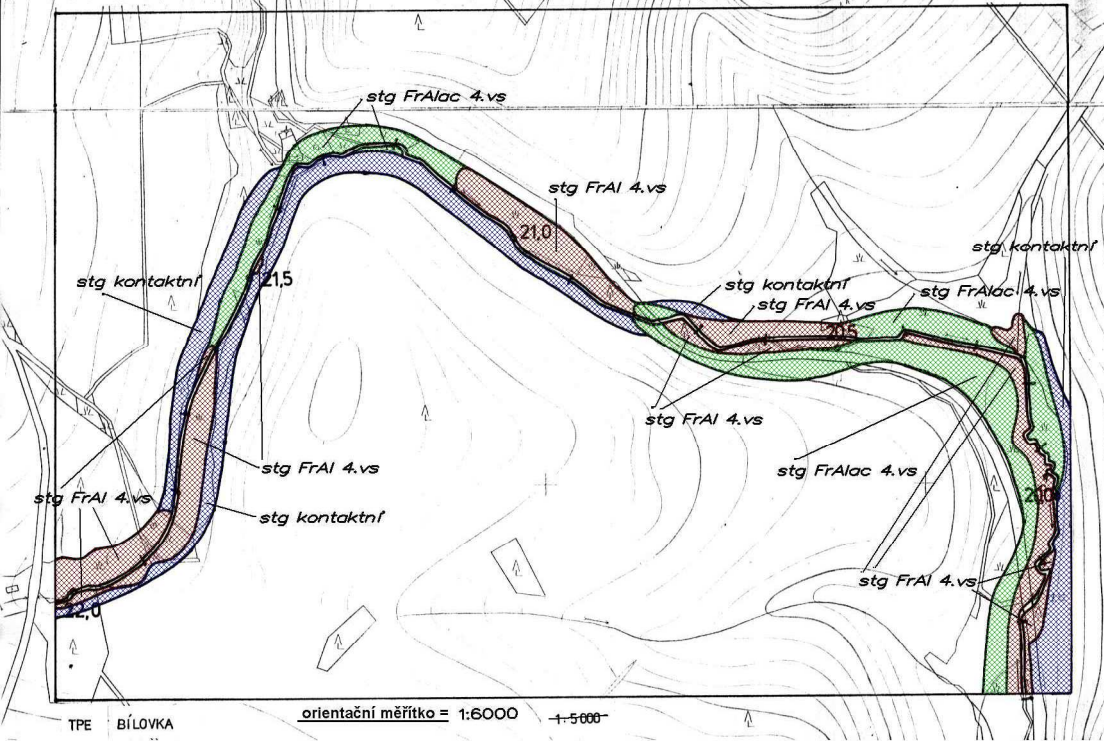 stg FrAlac 4.vs
stg FrAl 4.vs
21,0
stg kontaktní
stg kontaktní
21,5
stg kontaktní
stg FrAl 4.vs
stg FrAlac 4.vs
20,5
stg FrAl 4.vs
stg FrAl 4.vs
stg FrAlac 4.vs
stg FrAl 4.vs
20,0
stg kontaktní
stg FrAl 4.vs
22,0
TPE BÍLOVKA
orientační měřítko = 1:6000 1:5000